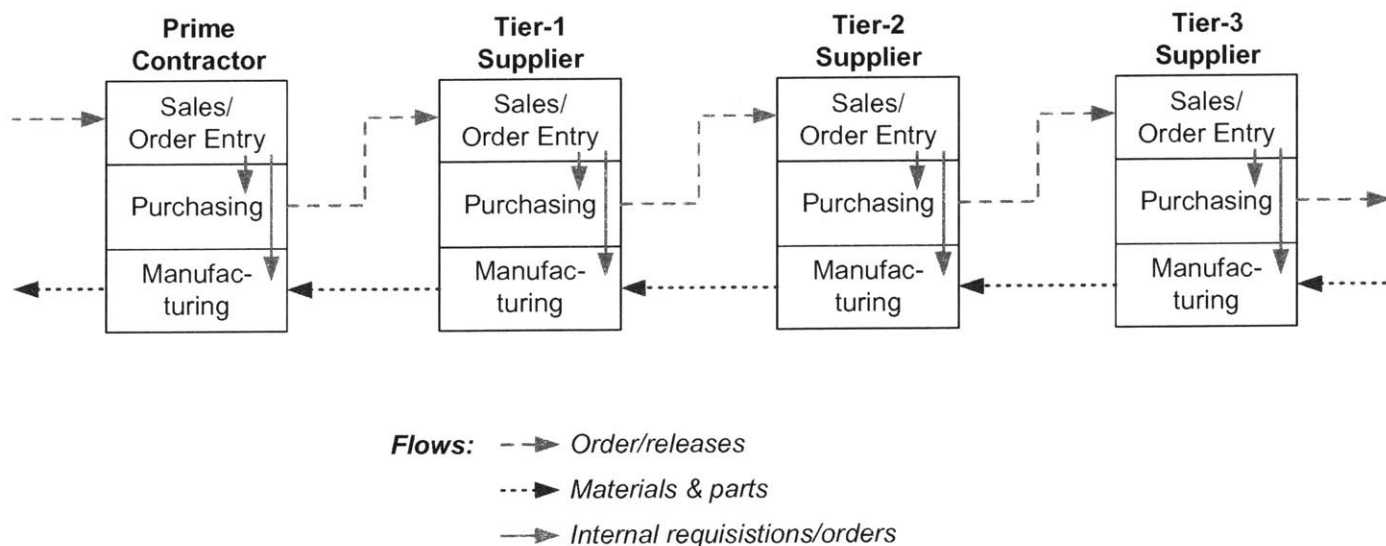 Prime
Contractor
Sales/
Order Entry
Purchasing
Manufac-
turing
Tier-1
Supplier
Sales/
Order Entry
Purchasing
Manufac-
turing
Tier-2
Supplier
Sales/
Order Entry
Purchasing
Manufac-
turing
Tier-3
Supplier
Sales/
Order Entry
Purchasing
Manufac-
turing
Flows:
Order/releases
Materials & parts
Internal requisistions/orders